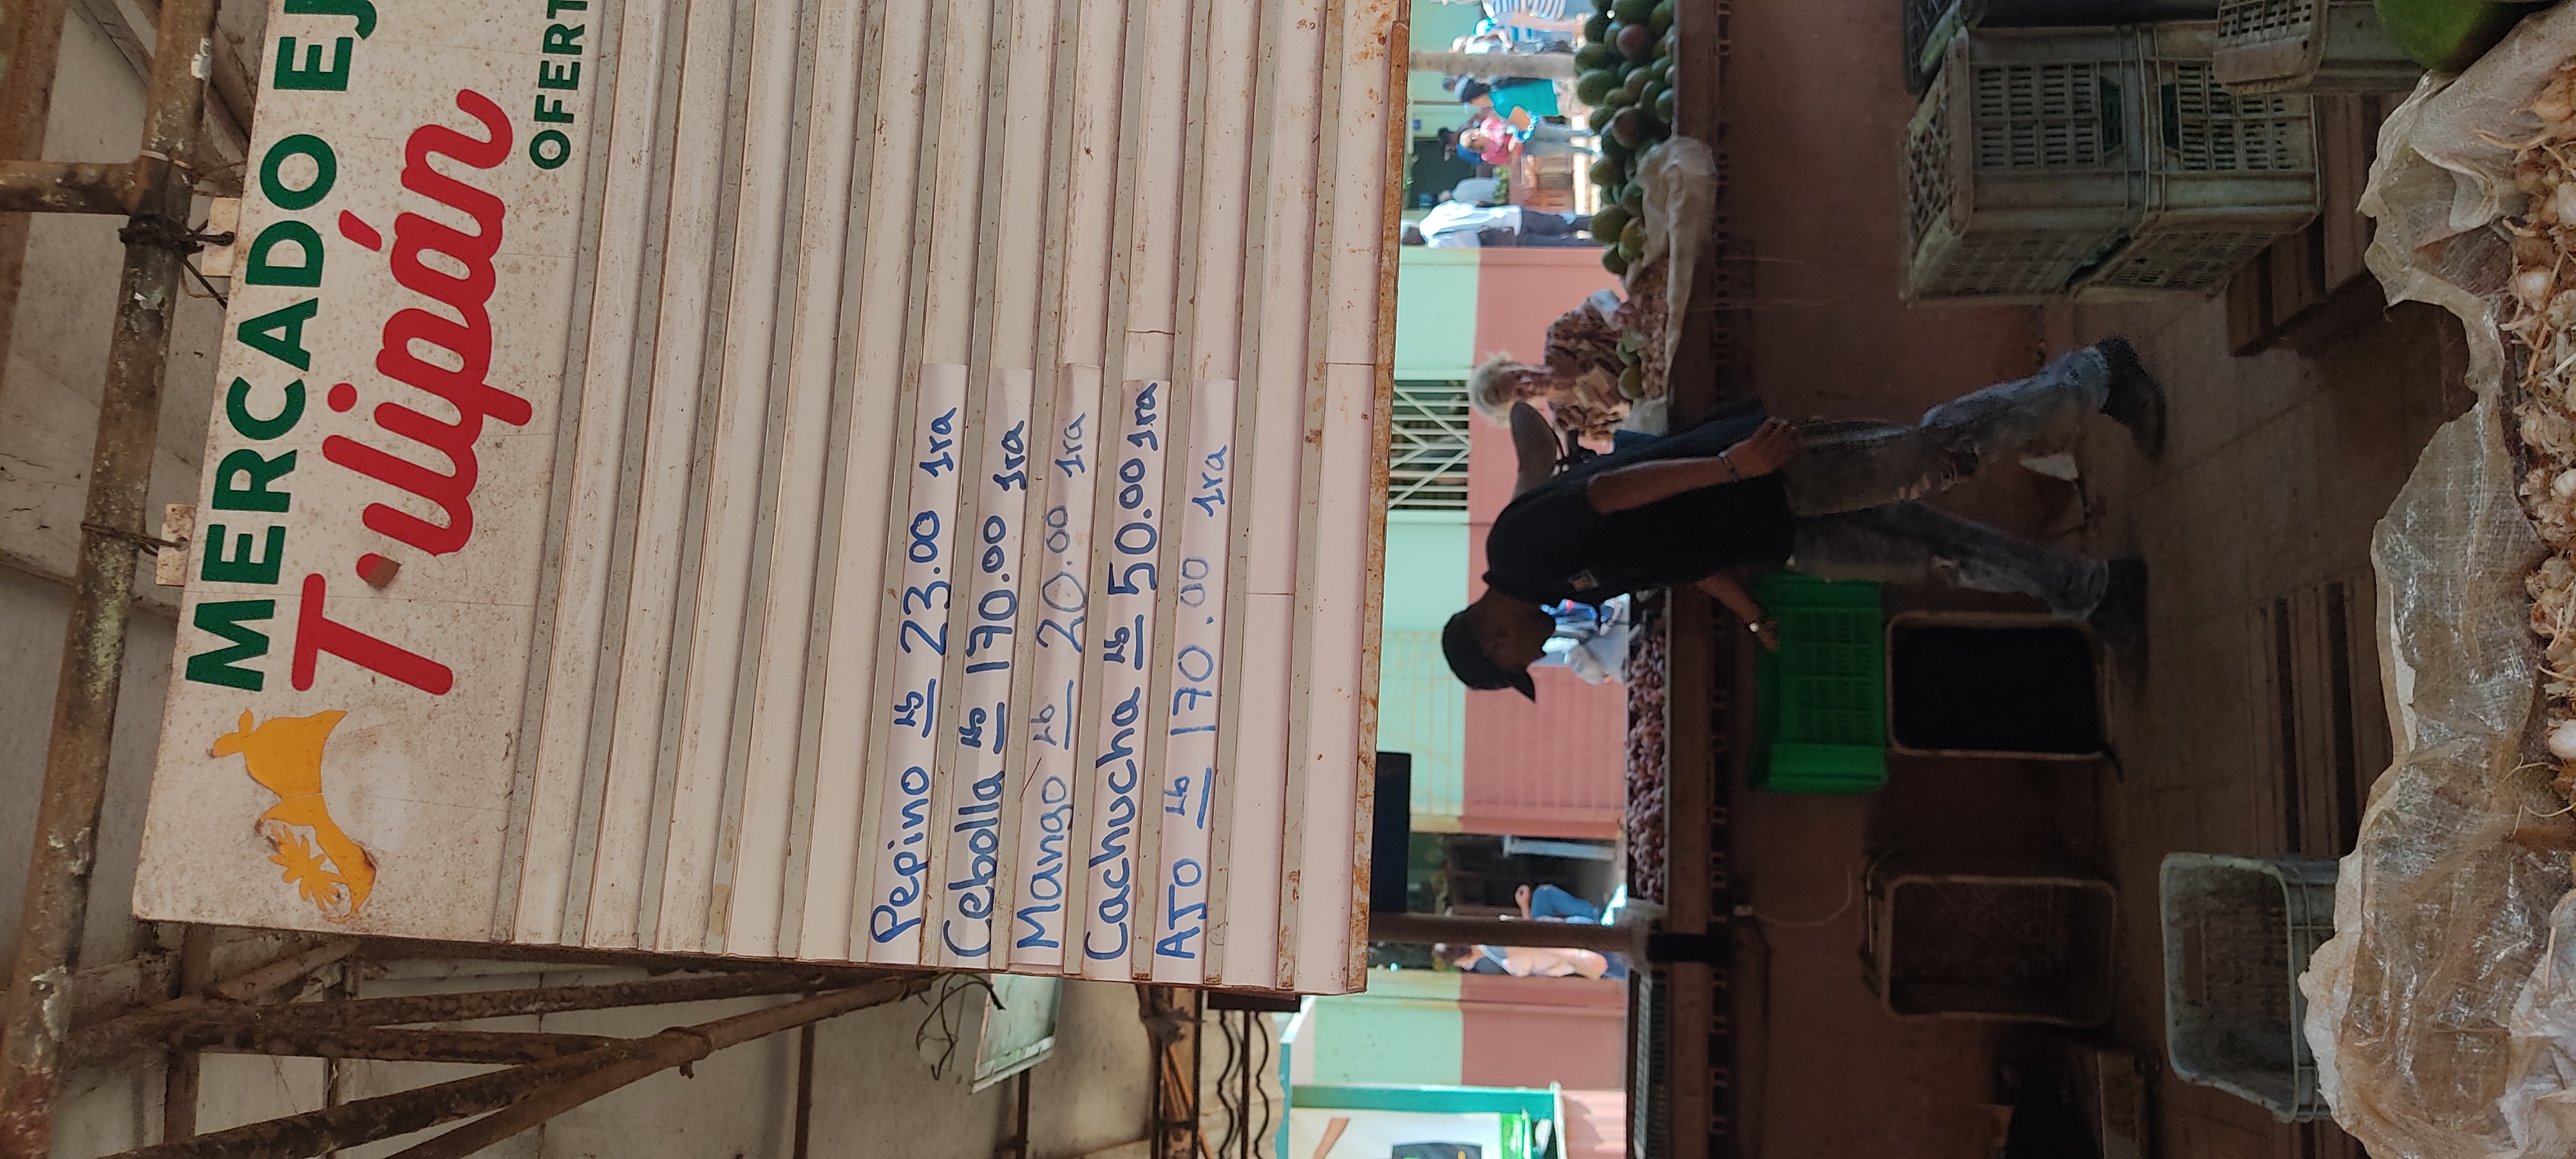 MERCADO EJ
Tulipán
OFERT
Pepino Lb 23.00 1ra
Cebolla Lb 170.00 1ra
Mango Lb 20.00 1ra
Cachucha Lb 50.00 1ra
AJO Lb 170.00 1ra